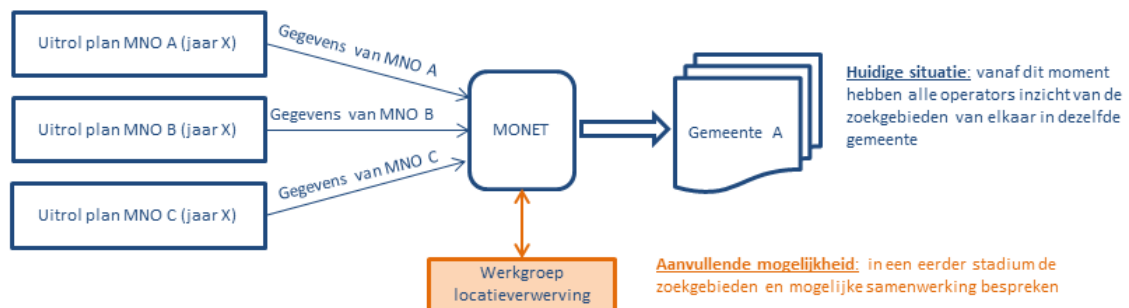 Uitrol plan MNO A (jaar X)
Gegevens van MNO A
Uitrol plan MNO B (jaar X)
Gegevens van MNO B
Uitrol plan MNO C (jaar X)
Gegevens van MNO C
MONET
Gemeente A
Huidige situatie: vanaf dit moment
hebben alle operators inzicht van de
zoekgebieden van elkaar in dezelfde
gemeente
Werkgroep
locatieverwerving
Aanvullende mogelijkheid: in een eerder stadium de
zoekgebieden en mogelijke samenwerking bespreken